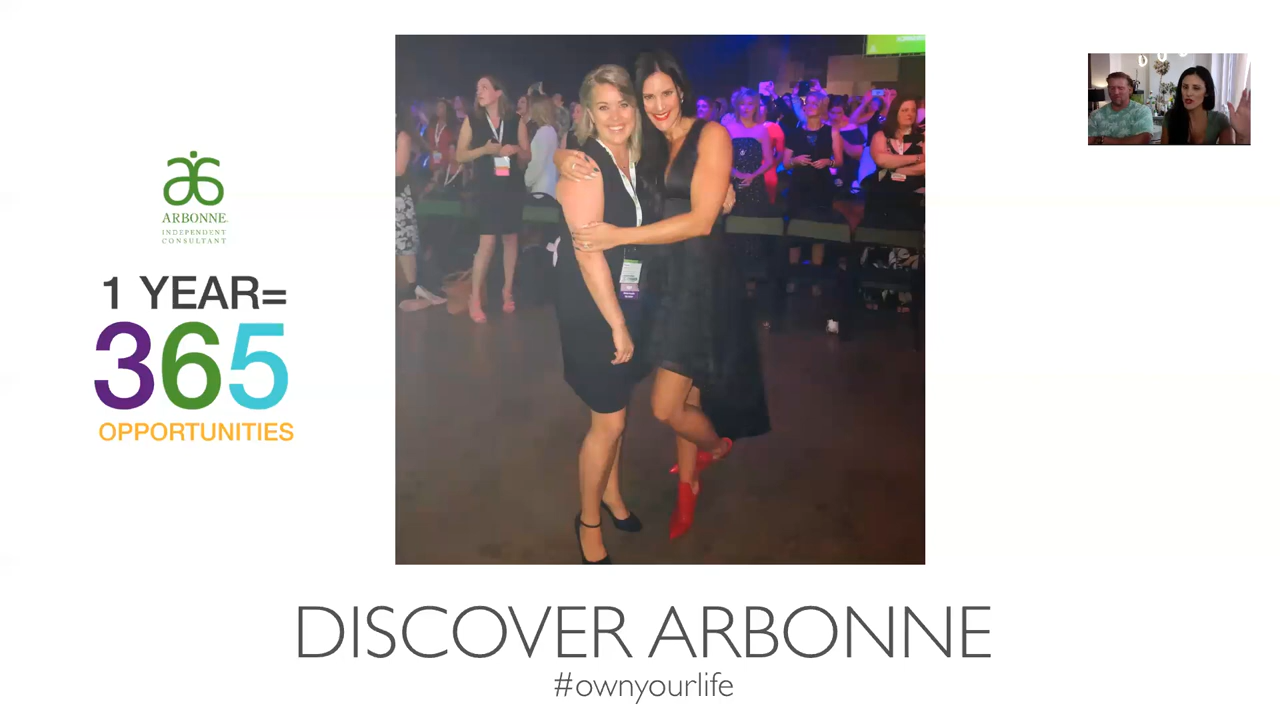 ARBONNE
INDEPENDENT
CONSULTANT
1 YEAR=
365
OPPORTUNITIES
DISCOVER ARBONNE
#ownyourlife